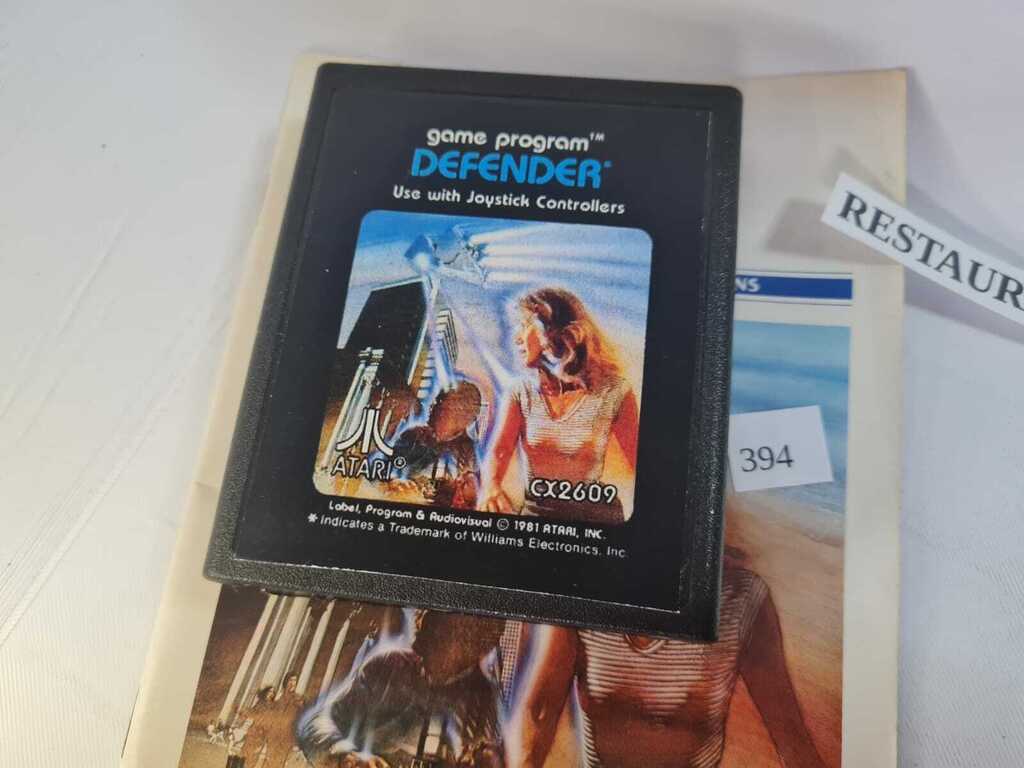 game program™
DEFENDER*
Use with Joystick Controllers
ATARI®
CX2609
Label, Program & Audiovisual © 1981 ATARI, INC.
* Indicates a Trademark of Williams Electronics, Inc.
RESTAUR
NS
394